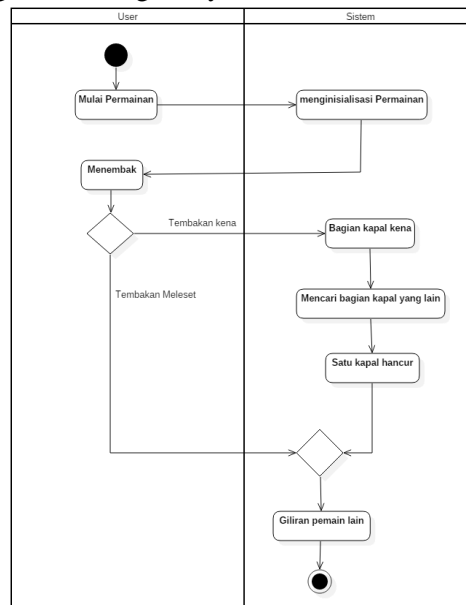 User
Sistem
Mulai Permainan
menginisialisasi Permainan
Menembak
Tembakan kena
Bagian kapal kena
Tembakan Meleset
Mencari bagian kapal yang lain
Satu kapal hancur
Giliran pemain lain